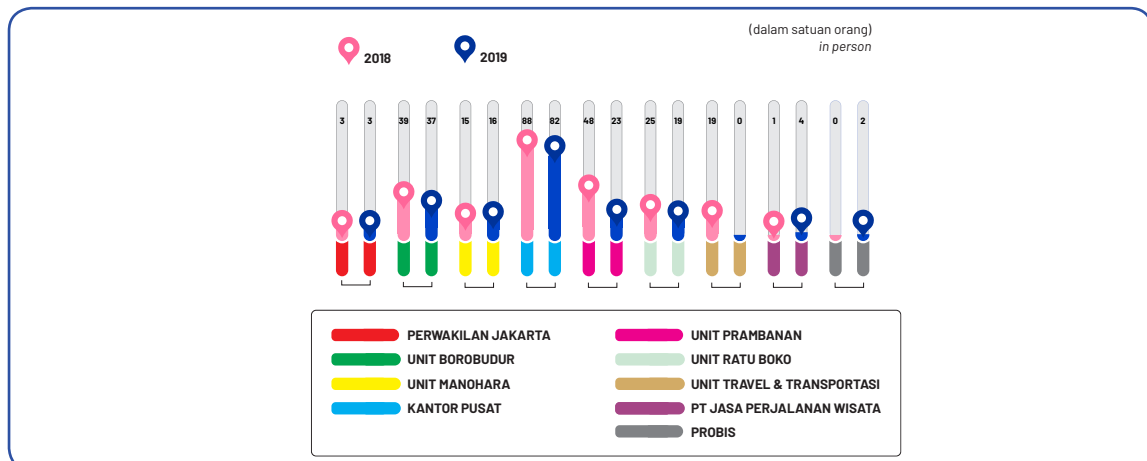 (dalam satuan orang)
in person
2018
2019
3 3 39 37 15 16 88 82 48 23 25 19 19 0 1 4 0 2
PERWAKILAN JAKARTA
UNIT BOROBUDUR
UNIT MANOHARA
KANTOR PUSAT
UNIT PRAMBANAN
UNIT RATU BOKO
UNIT TRAVEL & TRANSPORTASI
PT JASA PERJALANAN WISATA
PROBIS